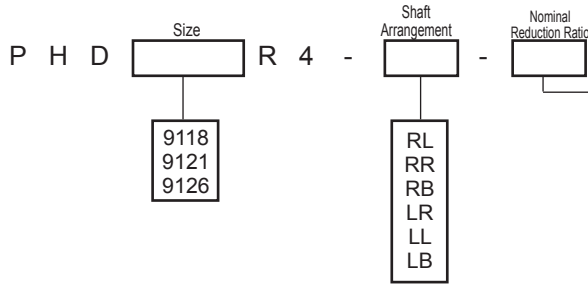 Size
Shaft
Arrangement
Nominal
Reduction Ratio
P H D R 4 - -
9118
9121
9126
RL
RR
RB
LR
LL
LB